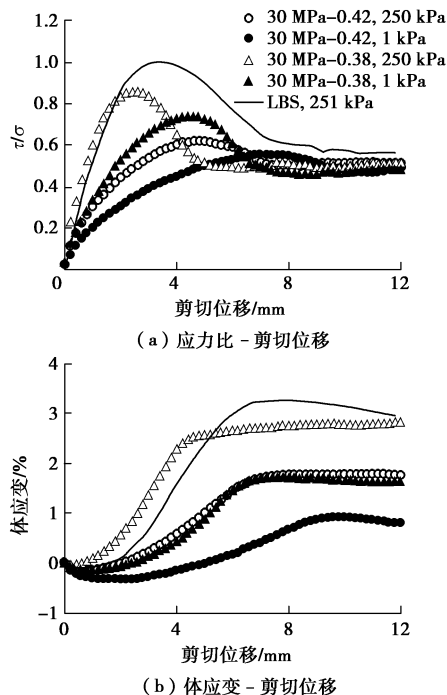 ○ 30 MPa–0.42, 250 kPa
● 30 MPa–0.42, 1 kPa
△ 30 MPa–0.38, 250 kPa
▲ 30 MPa–0.38, 1 kPa
— LBS, 251 kPa
1.4
1.2
1.0
0.8
0.6
0.4
0.2
τ/σ
0 4 8 12
剪切位移/mm
(a) 应力比－剪切位移
4
3
2
1
0
-1
体应变/%
0 4 8 12
剪切位移/mm
(b) 体应变－剪切位移